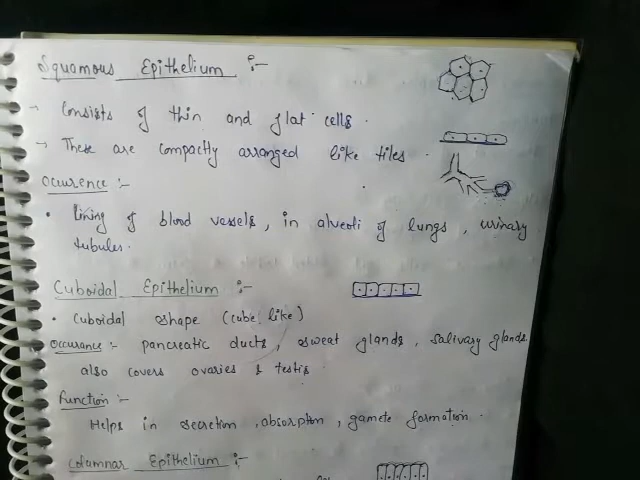 Squamous Epithelium :-
→ Consists of thin and flat cells.
→ These are compactly arranged like tiles.
Occurence :-
• Lining of blood vessels, in alveoli of lungs, urinary
tubules.
Cuboidal Epithelium :-
• Cuboidal shape (cube like)
Occurance :- pancreatic ducts, sweat glands, salivary glands.
also covers ovaries & testis
Function :-
Helps in secretion, absorption, gamete formation.
Columnar Epithelium :-